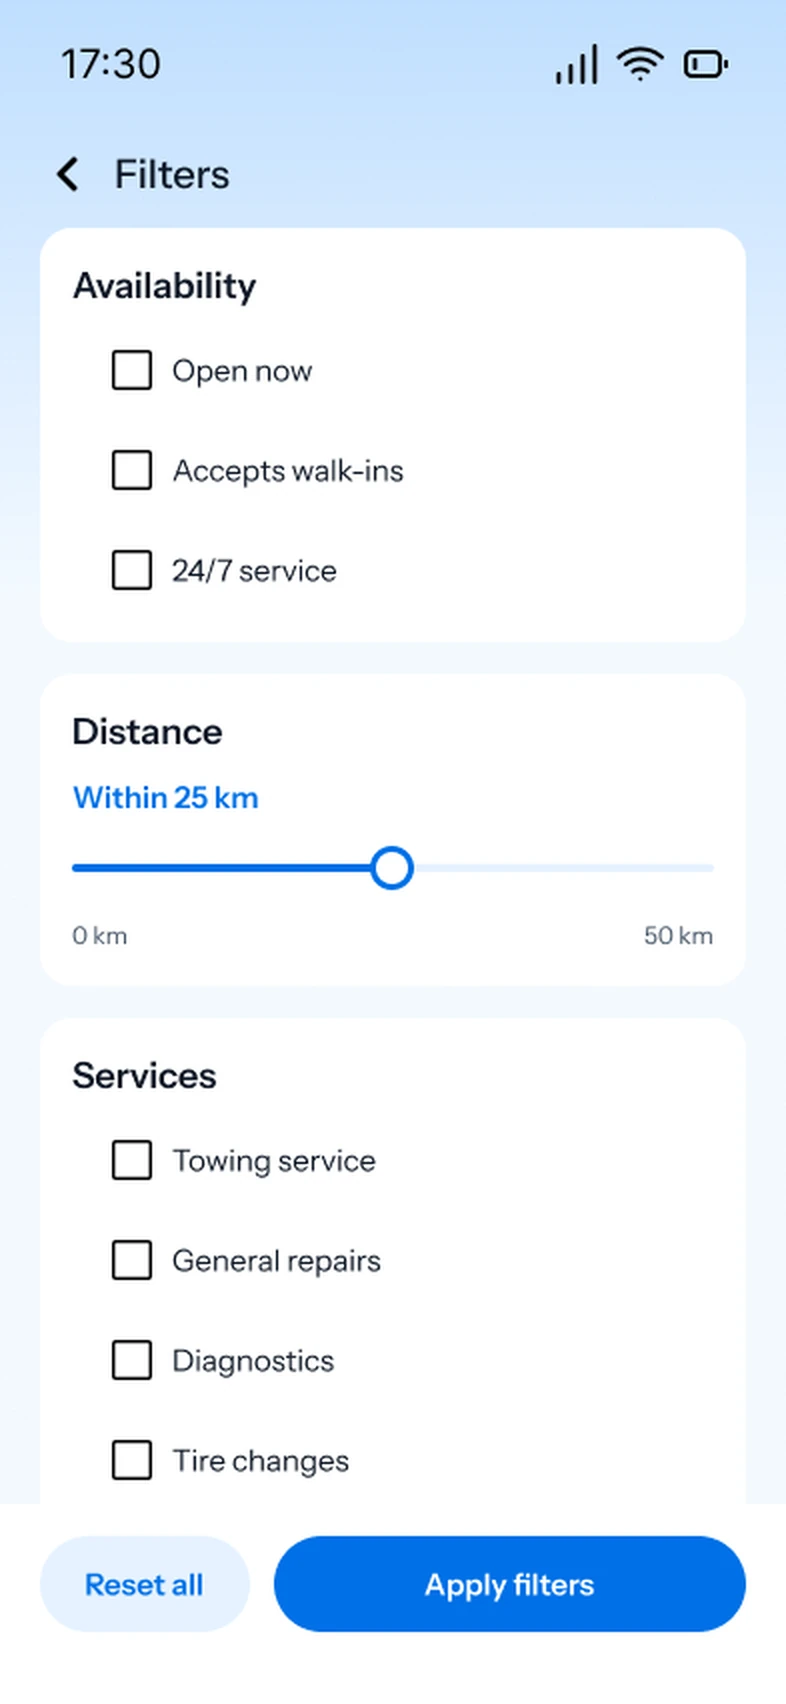 17:30
Filters
Availability
Open now
Accepts walk-ins
24/7 service
Distance
Within 25 km
0 km 50 km
Services
Towing service
General repairs
Diagnostics
Tire changes
Reset all Apply filters